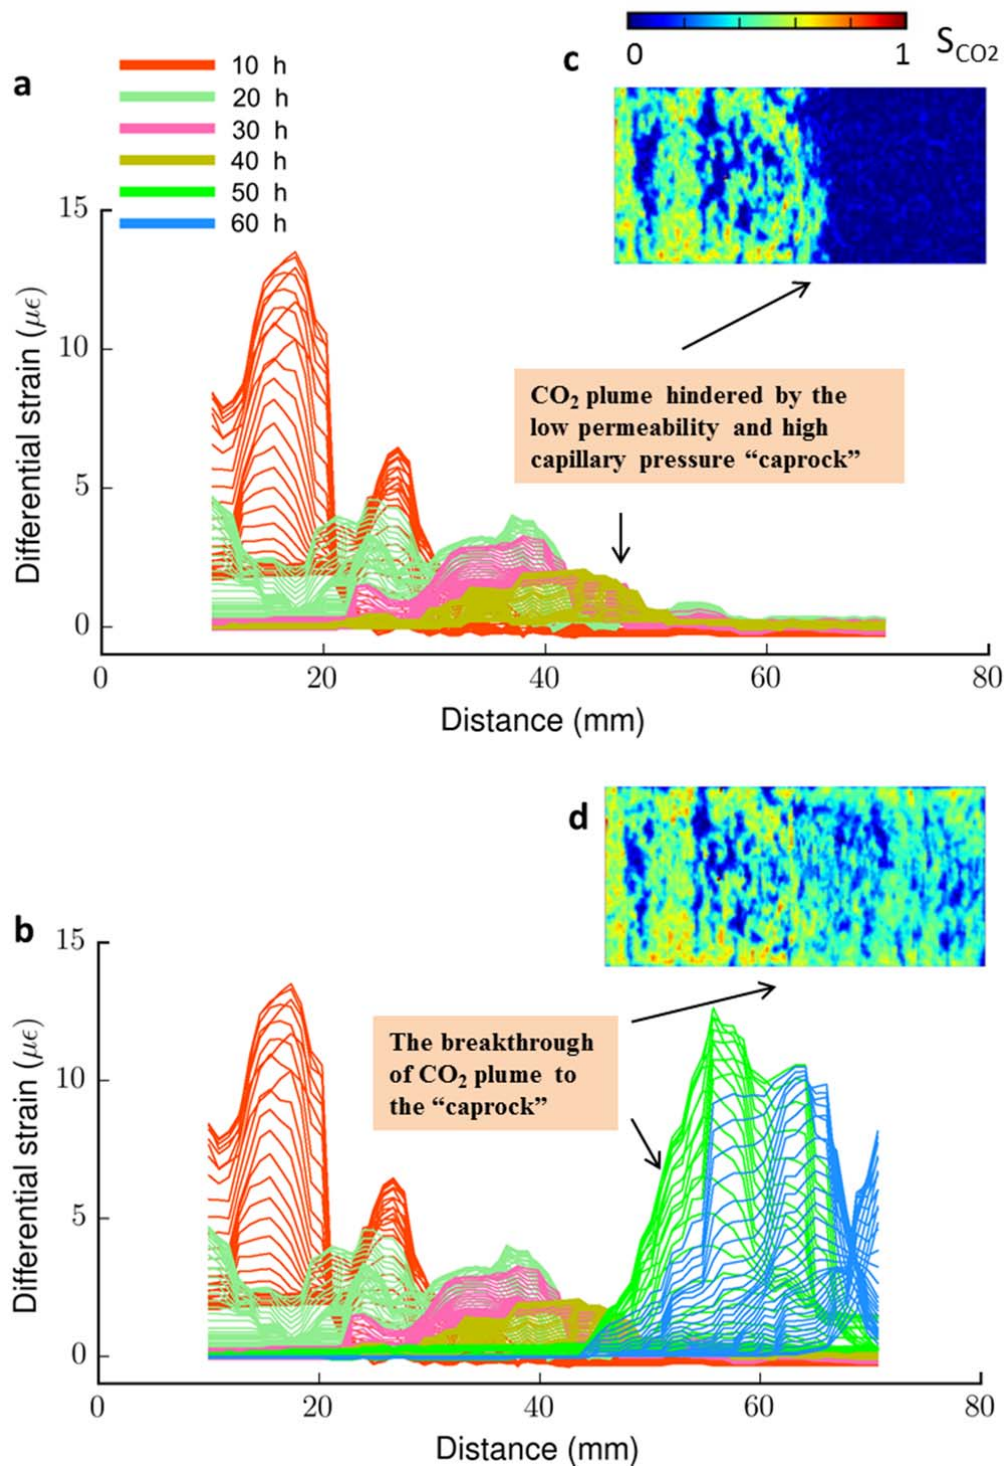 a
10 h
20 h
30 h
40 h
50 h
60 h
c
0
1
S_CO2
15
10
5
0
Differential strain (με)
CO2 plume hindered by the
low permeability and high
capillary pressure “caprock”
0
20
40
60
80
Distance (mm)
d
b
15
10
5
0
Differential strain (με)
The breakthrough
of CO2 plume to
the “caprock”
0
20
40
60
80
Distance (mm)